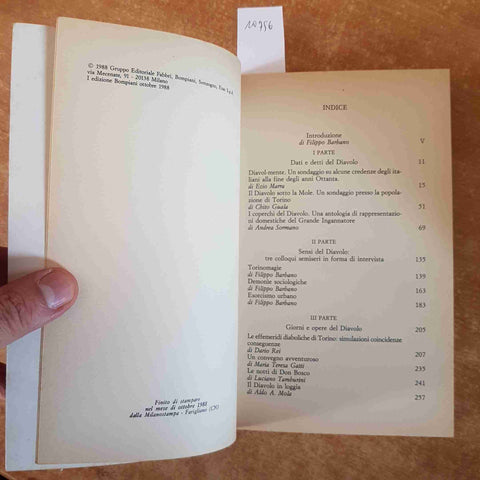 18756
© 1988 Gruppo Editoriale Fabbri, Bompiani, Sonzogno, Etas S.p.A.
via Mecenate, 91 - 20138 Milano
I edizione Bompiani ottobre 1988
Finito di stampare
nel mese di ottobre 1988
dalla Milanostampa - Farigliano (CN)
INDICE
Introduzione
di Filippo Barbano V
I PARTE
Dati e detti del Diavolo 11
Diavol-mente. Un sondaggio su alcune credenze degli ita-
liani alla fine degli anni Ottanta.
di Ezio Marra 15
Il Diavolo sotto la Mole. Un sondaggio presso la popola-
zione di Torino
di Chito Guala 51
I coperchi del Diavolo. Una antologia di rappresentazio-
ni domestiche del Grande Ingannatore
di Andrea Sormano 69
II PARTE
Sensi del Diavolo:
tre colloqui semiseri in forma di intervista 135
Torinomagie
di Filippo Barbano 139
Demonie sociologiche
di Filippo Barbano 163
Esorcismo urbano
di Filippo Barbano 183
III PARTE
Giorni e opere del Diavolo 205
Le effemeridi diaboliche di Torino: simulazioni coincidenze
conseguenze
di Dario Rei 207
Un convegno avventuroso
di Maria Teresa Gatti 235
Le notti di Don Bosco
di Luciano Tamburini 241
Il Diavolo in loggia
di Aldo A. Mola 257